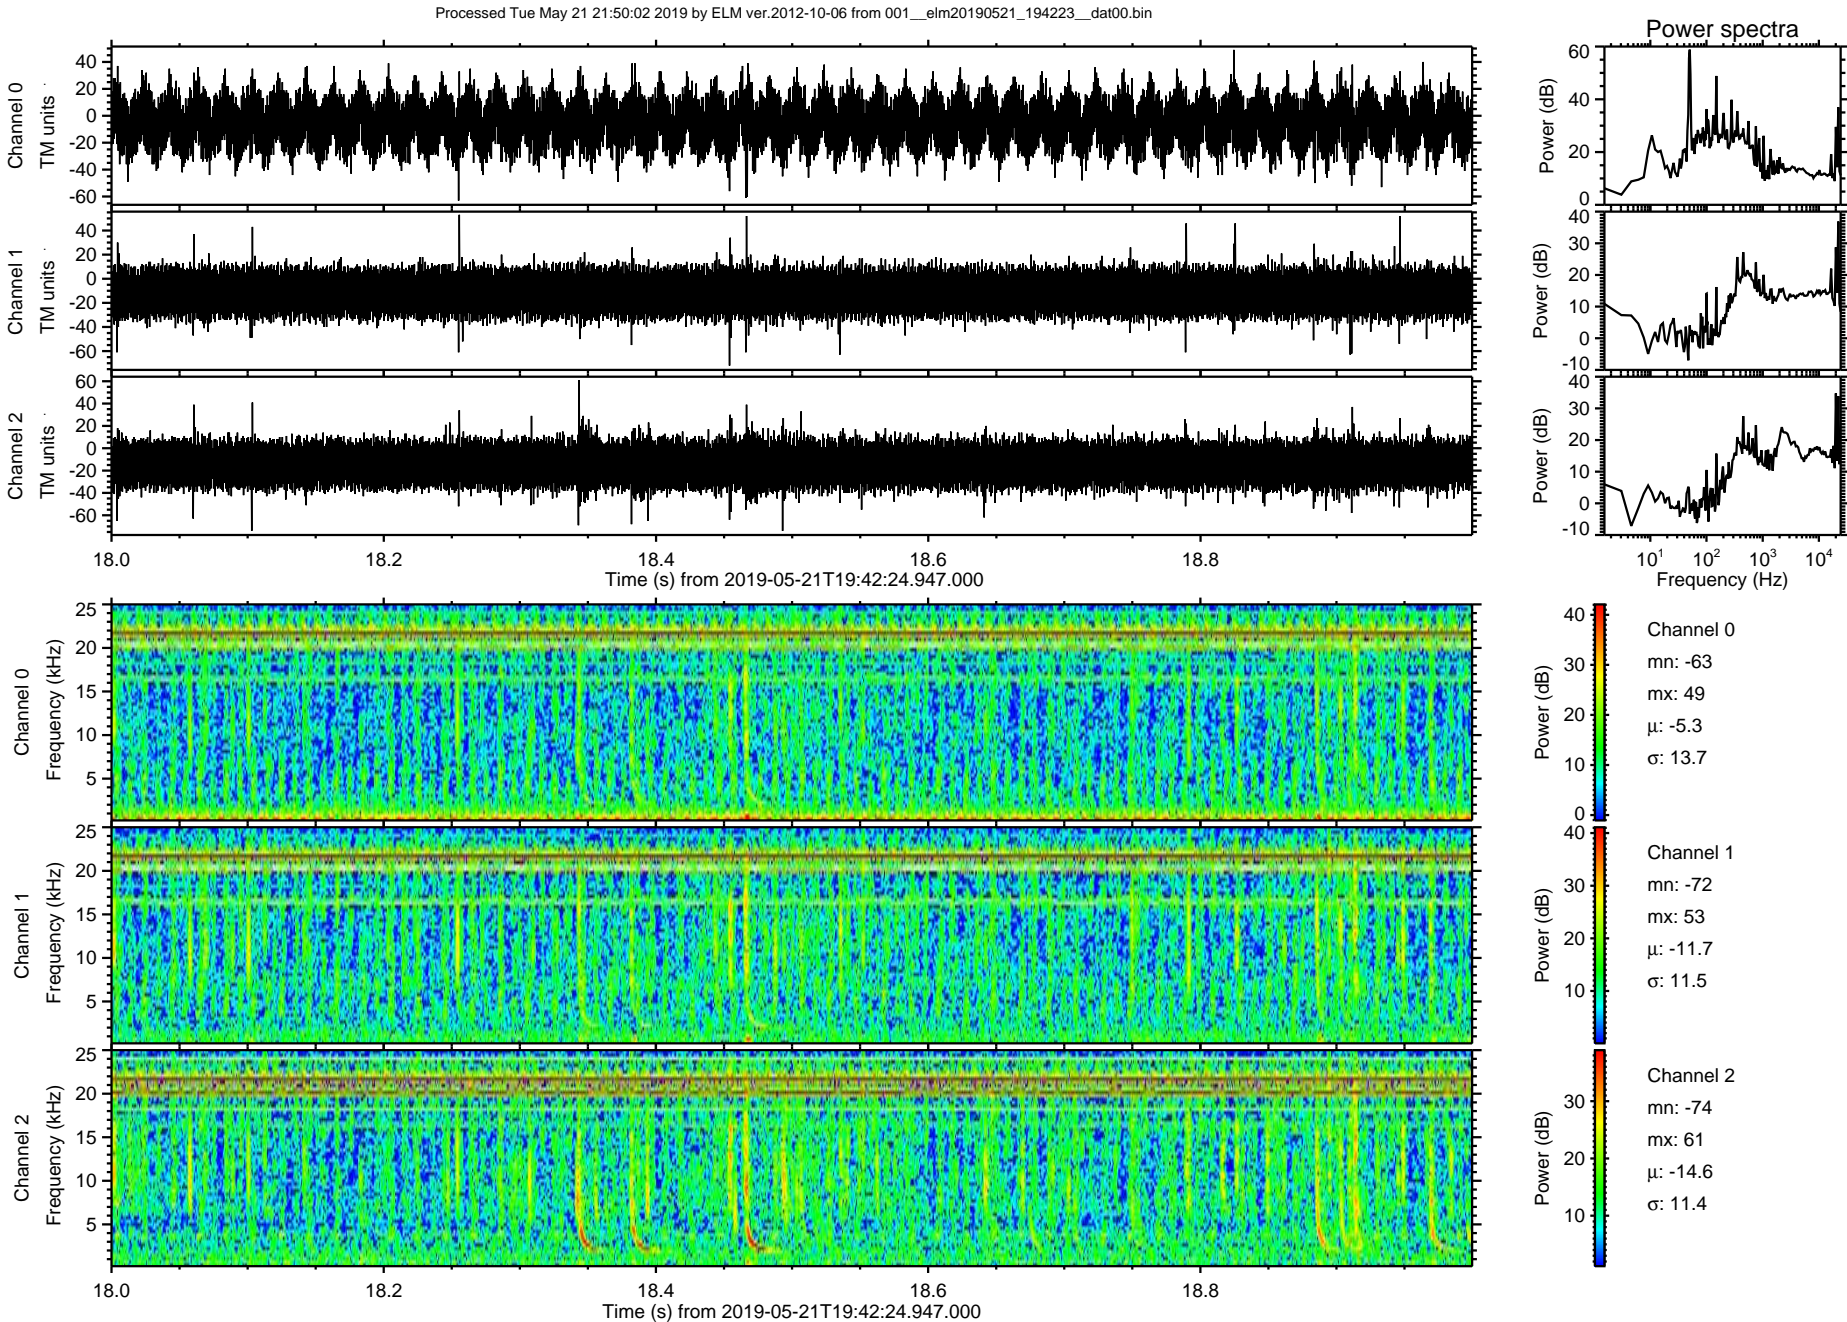 Processed Tue May 21 21:50:02 2019 by ELM ver.2012-10-06 from 001__elm20190521_194223__dat00.bin
Power spectra
Channel 0
TM units
40
20
0
-20
-40
-60
Power (dB)
60
40
20
0
Channel 1
TM units
40
20
0
-20
-40
-60
Power (dB)
40
30
20
10
0
-10
Channel 2
TM units
60
40
20
0
-20
-40
-60
Power (dB)
40
30
20
10
0
-10
18.0 18.2 18.4 18.6 18.8
Time (s) from 2019-05-21T19:42:24.947.000
10¹ 10² 10³ 10⁴
Frequency (Hz)
Channel 0
Frequency (kHz)
25
20
15
10
5
Power (dB)
40
30
20
10
0
Channel 0
mn: -63
mx: 49
μ: -5.3
σ: 13.7
Channel 1
Frequency (kHz)
25
20
15
10
5
Power (dB)
40
30
20
10
Channel 1
mn: -72
mx: 53
μ: -11.7
σ: 11.5
Channel 2
Frequency (kHz)
25
20
15
10
5
Power (dB)
30
20
10
Channel 2
mn: -74
mx: 61
μ: -14.6
σ: 11.4
18.0 18.2 18.4 18.6 18.8
Time (s) from 2019-05-21T19:42:24.947.000